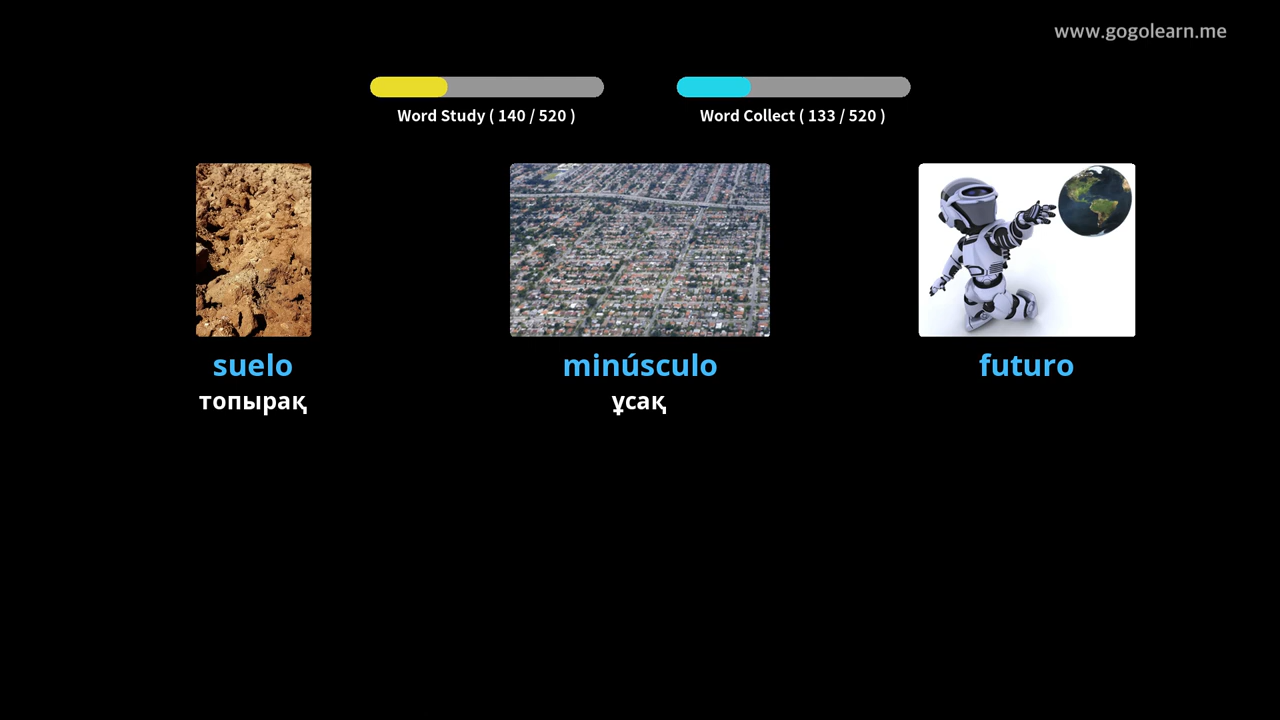 www.gogolearn.me
Word Study ( 140 / 520 )
Word Collect ( 133 / 520 )
suelo
minúsculo
futuro
топырақ
ұсақ